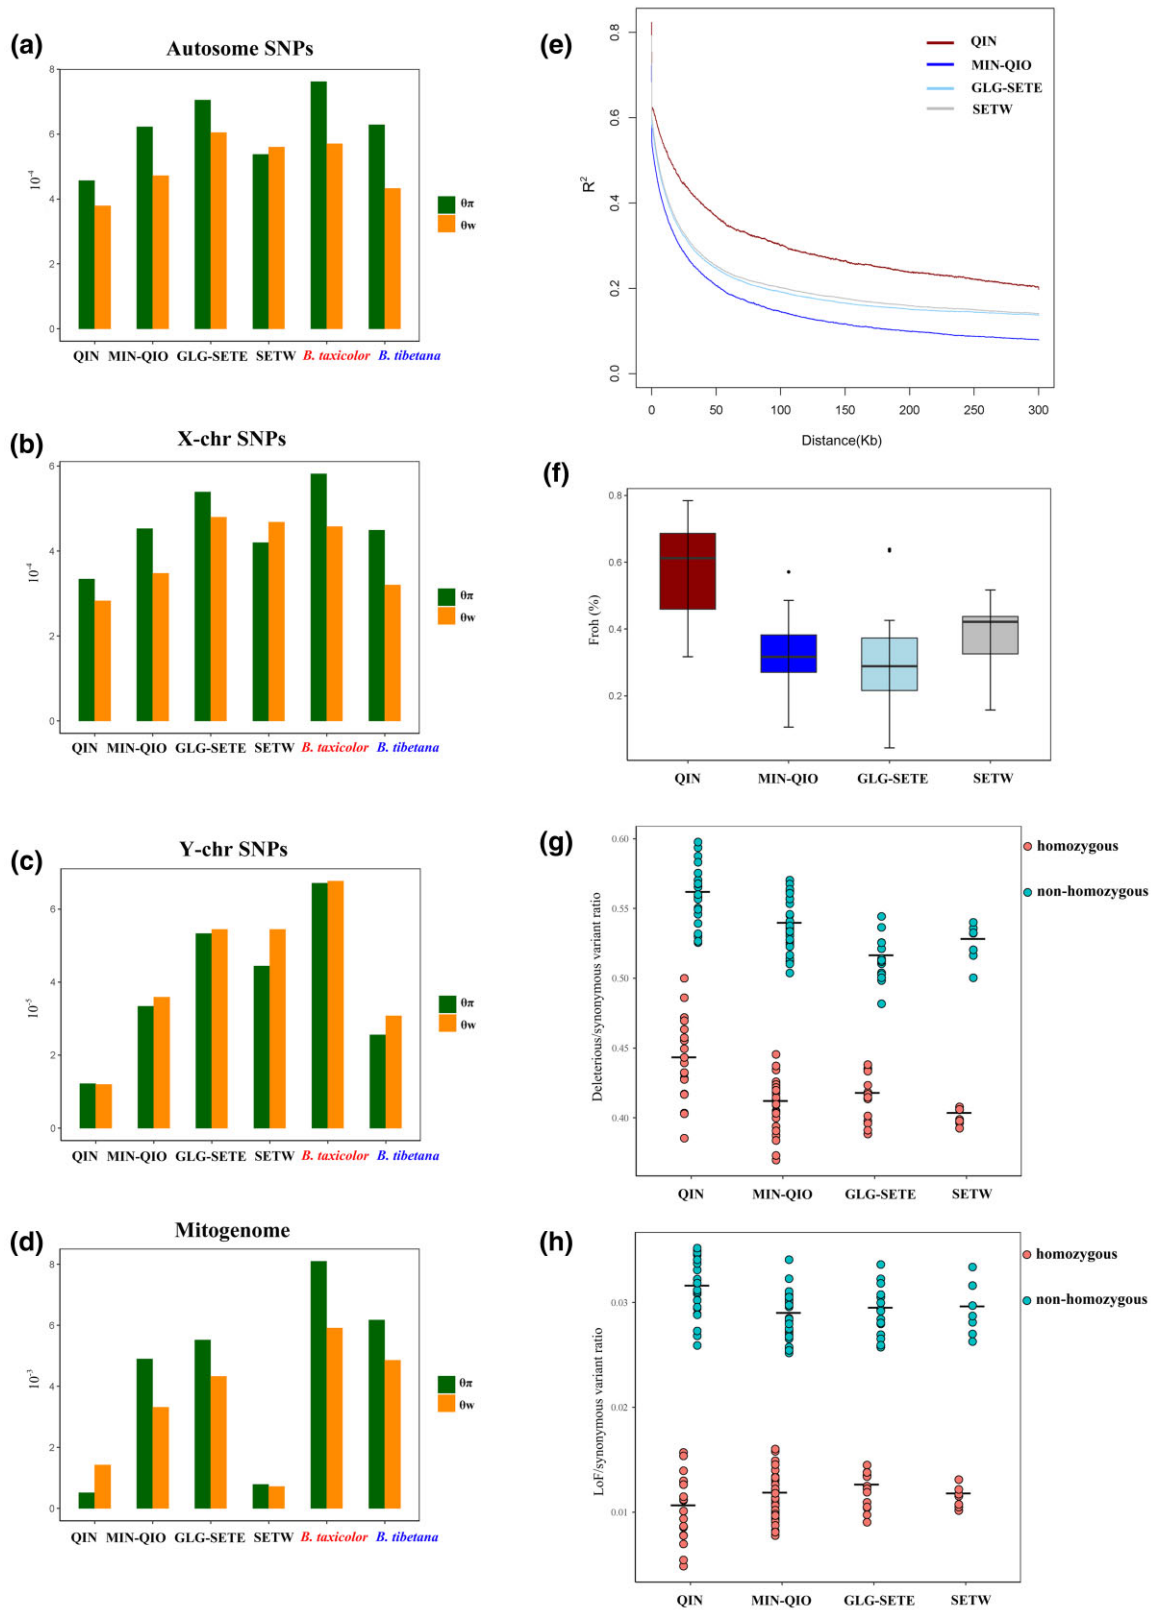 (a)
Autosome SNPs
8
6
4
2
0
10-4
θπ
θw
QIN MIN-QIO GLG-SETE SETW B. taxicolor B. tibetana
(b)
X-chr SNPs
6
4
2
0
10-4
θπ
θw
QIN MIN-QIO GLG-SETE SETW B. taxicolor B. tibetana
(c)
Y-chr SNPs
6
4
2
0
10-5
θπ
θw
QIN MIN-QIO GLG-SETE SETW B. taxicolor B. tibetana
(d)
Mitogenome
8
6
4
2
0
10-3
θπ
θw
QIN MIN-QIO GLG-SETE SETW B. taxicolor B. tibetana
(e)
QIN
MIN-QIO
GLG-SETE
SETW
0.8
0.6
0.4
0.2
0.0
R2
0 50 100 150 200 250 300
Distance(Kb)
(f)
0.8
0.6
0.4
0.2
Froh (%)
QIN MIN-QIO GLG-SETE SETW
(g)
0.60
0.55
0.50
0.45
0.40
Deleterious/synonymous variant ratio
homozygous
non-homozygous
QIN MIN-QIO GLG-SETE SETW
(h)
0.03
0.02
0.01
LoF/synonymous variant ratio
homozygous
non-homozygous
QIN MIN-QIO GLG-SETE SETW